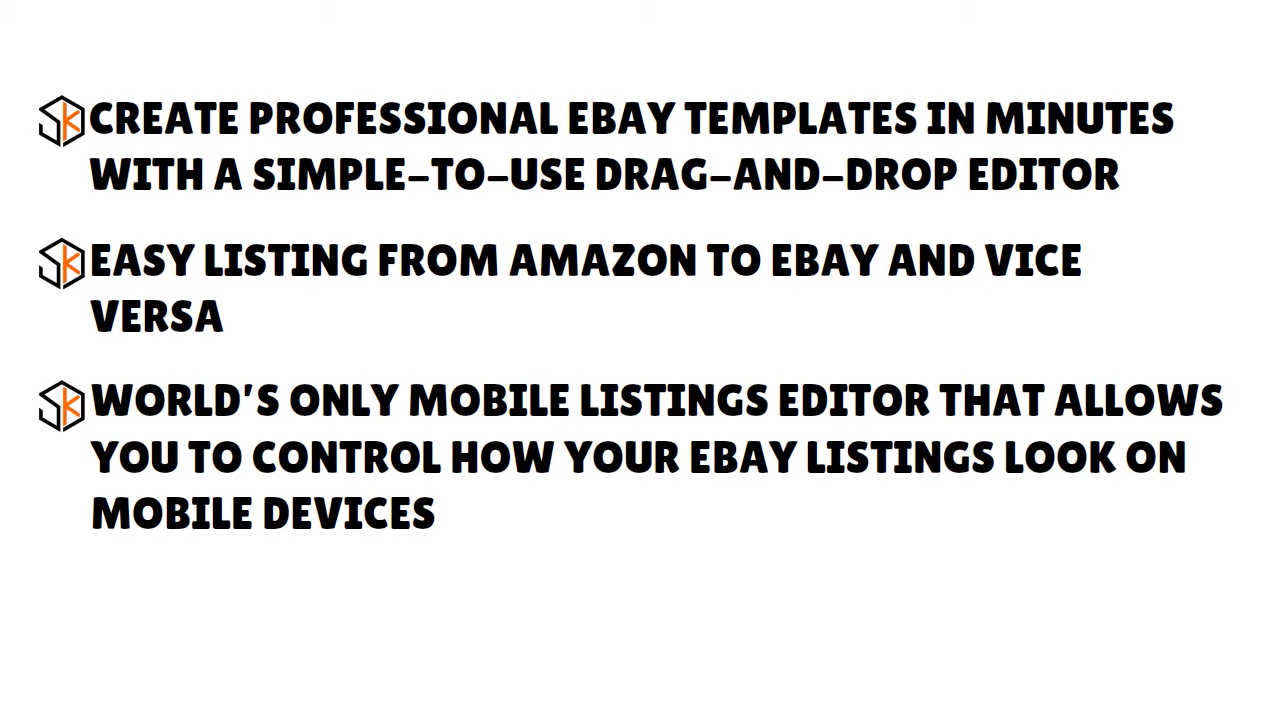 CREATE PROFESSIONAL EBAY TEMPLATES IN MINUTES
WITH A SIMPLE-TO-USE DRAG-AND-DROP EDITOR
EASY LISTING FROM AMAZON TO EBAY AND VICE
VERSA
WORLD'S ONLY MOBILE LISTINGS EDITOR THAT ALLOWS
YOU TO CONTROL HOW YOUR EBAY LISTINGS LOOK ON
MOBILE DEVICES